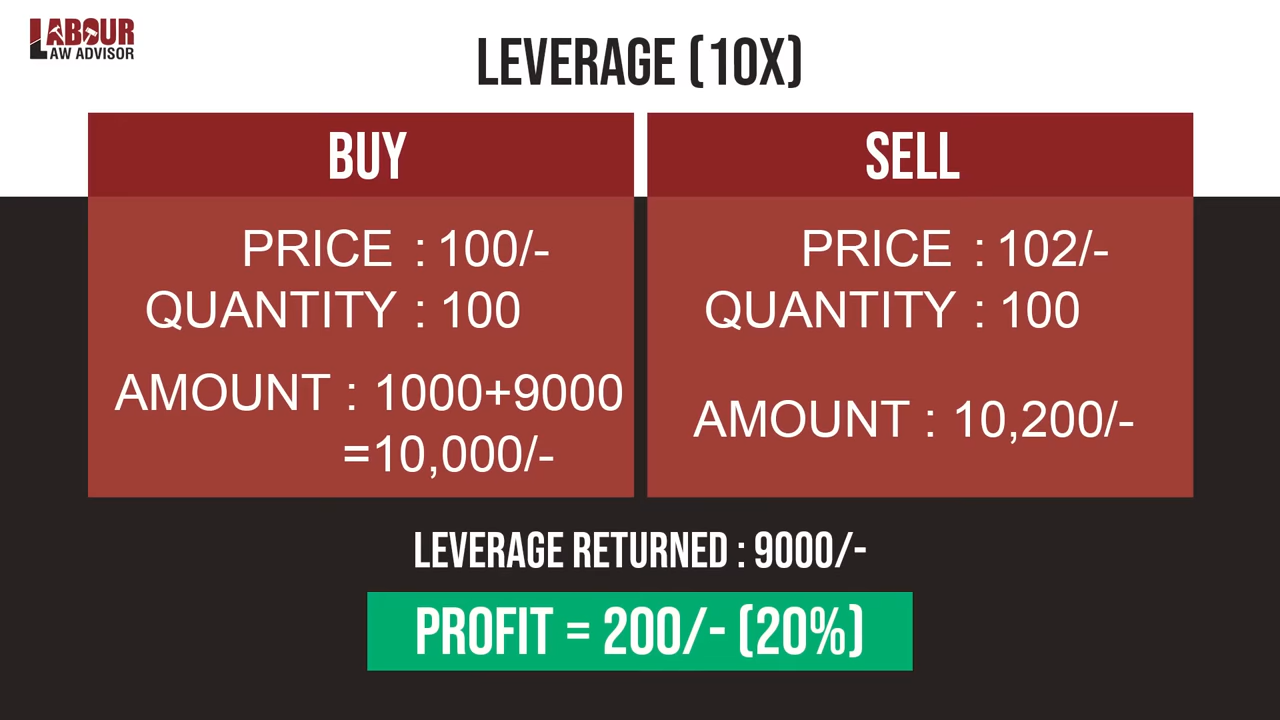 LABOUR
LAW ADVISOR
LEVERAGE (10X)
BUY
PRICE : 100/-
QUANTITY : 100
AMOUNT : 1000+9000
=10,000/-
SELL
PRICE : 102/-
QUANTITY : 100
AMOUNT : 10,200/-
LEVERAGE RETURNED : 9000/-
PROFIT = 200/- (20%)